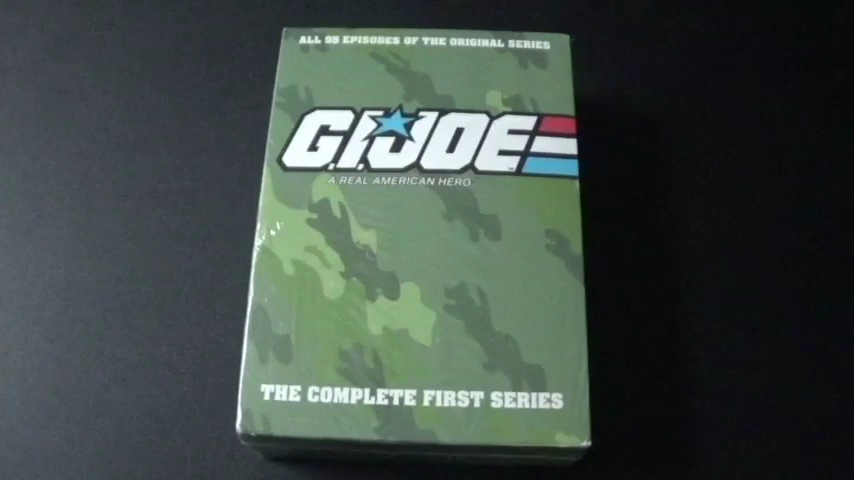 ALL 95 EPISODES OF THE ORIGINAL SERIES
G.I.JOE
A REAL AMERICAN HERO
THE COMPLETE FIRST SERIES